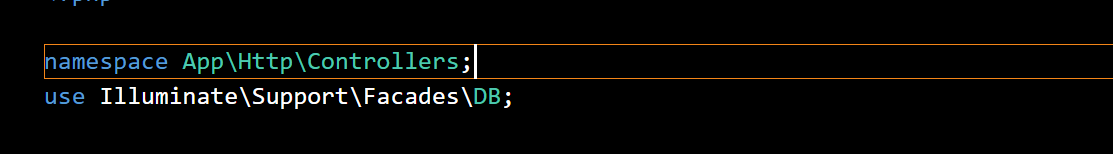 namespace App\Http\Controllers;
use Illuminate\Support\Facades\DB;